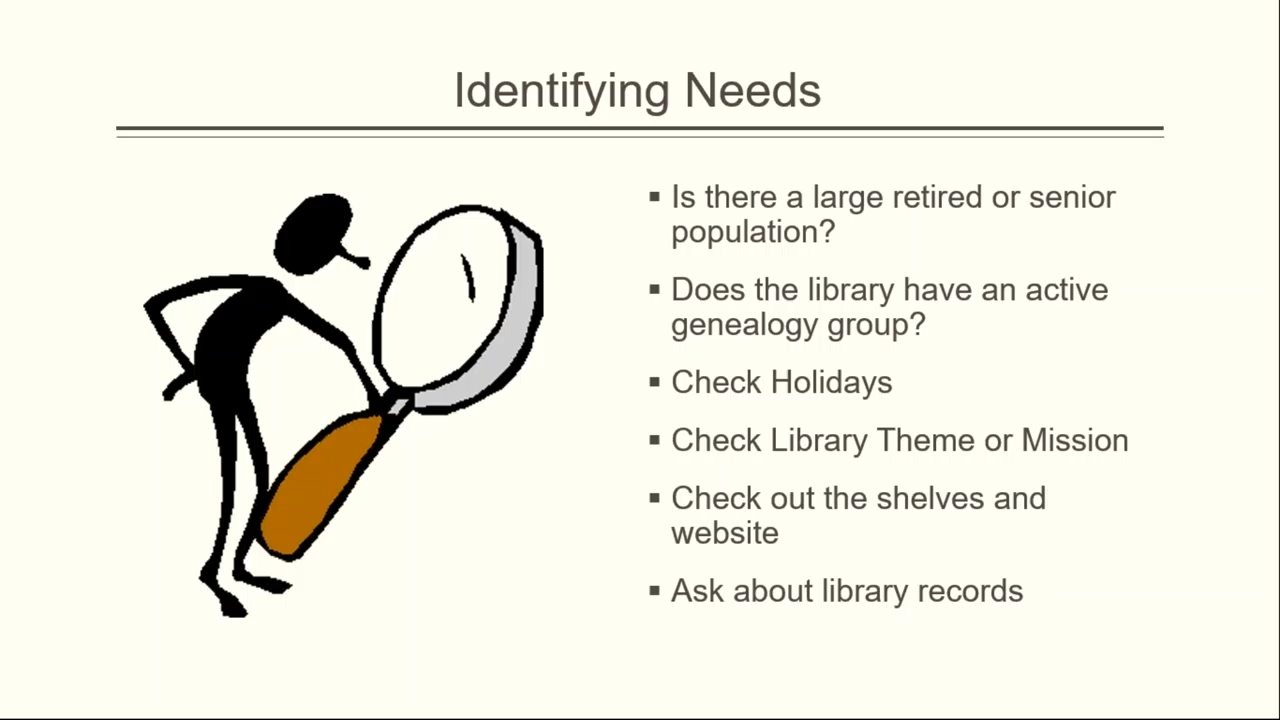 Identifying Needs
▪ Is there a large retired or senior
population?
▪ Does the library have an active
genealogy group?
▪ Check Holidays
▪ Check Library Theme or Mission
▪ Check out the shelves and
website
▪ Ask about library records